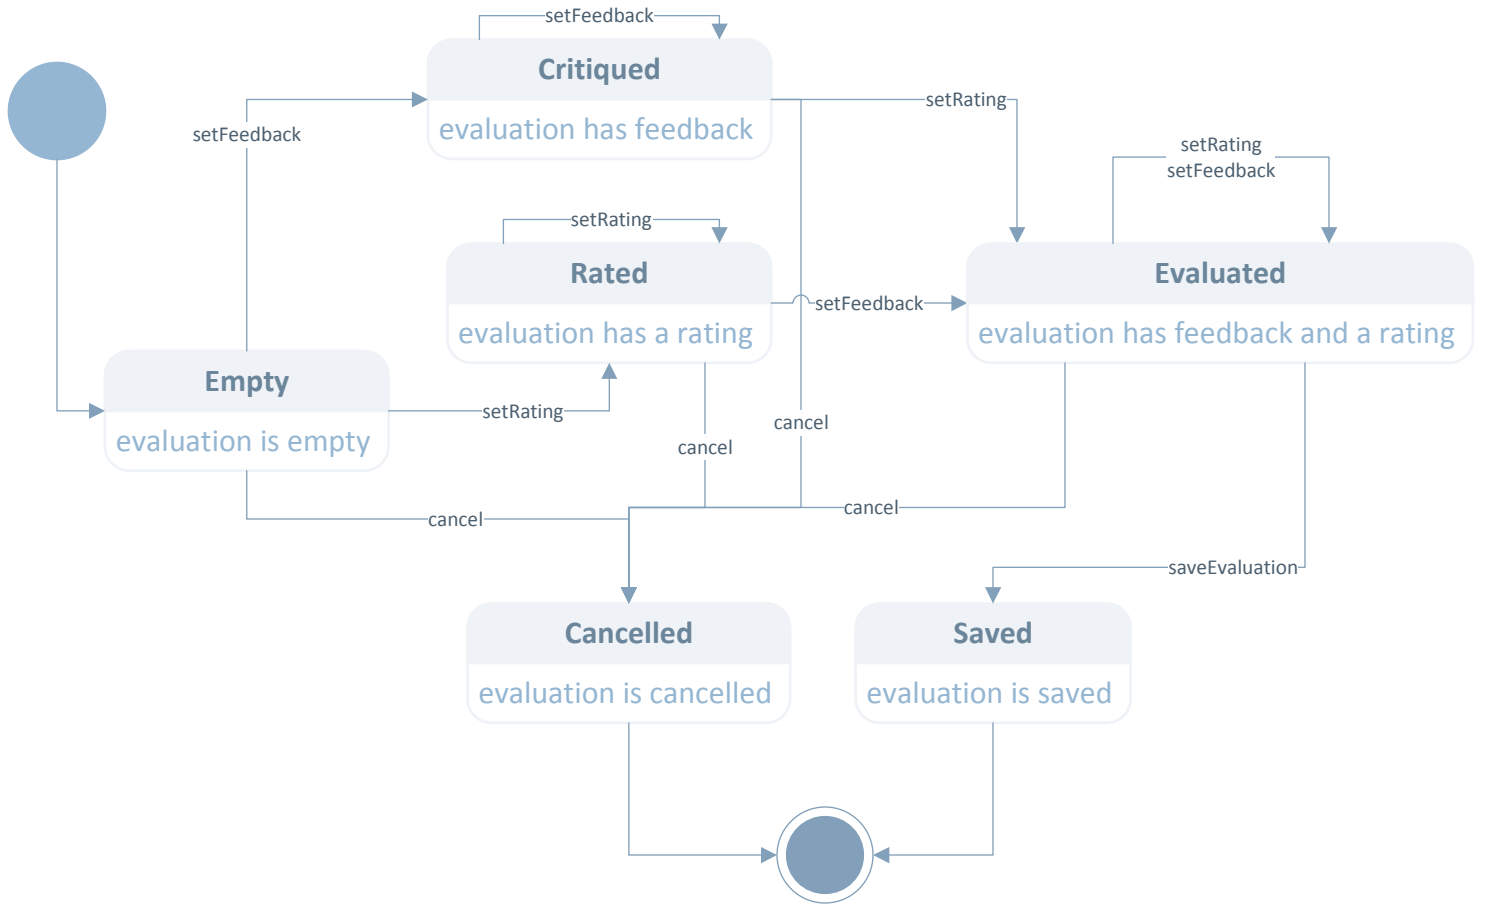 setFeedback
Critiqued
evaluation has feedback
setFeedback
setRating
setRating
setFeedback
setRating
Rated
evaluation has a rating
setFeedback
Evaluated
evaluation has feedback and a rating
Empty
evaluation is empty
setRating
cancel
cancel
cancel
cancel
saveEvaluation
Cancelled
evaluation is cancelled
Saved
evaluation is saved